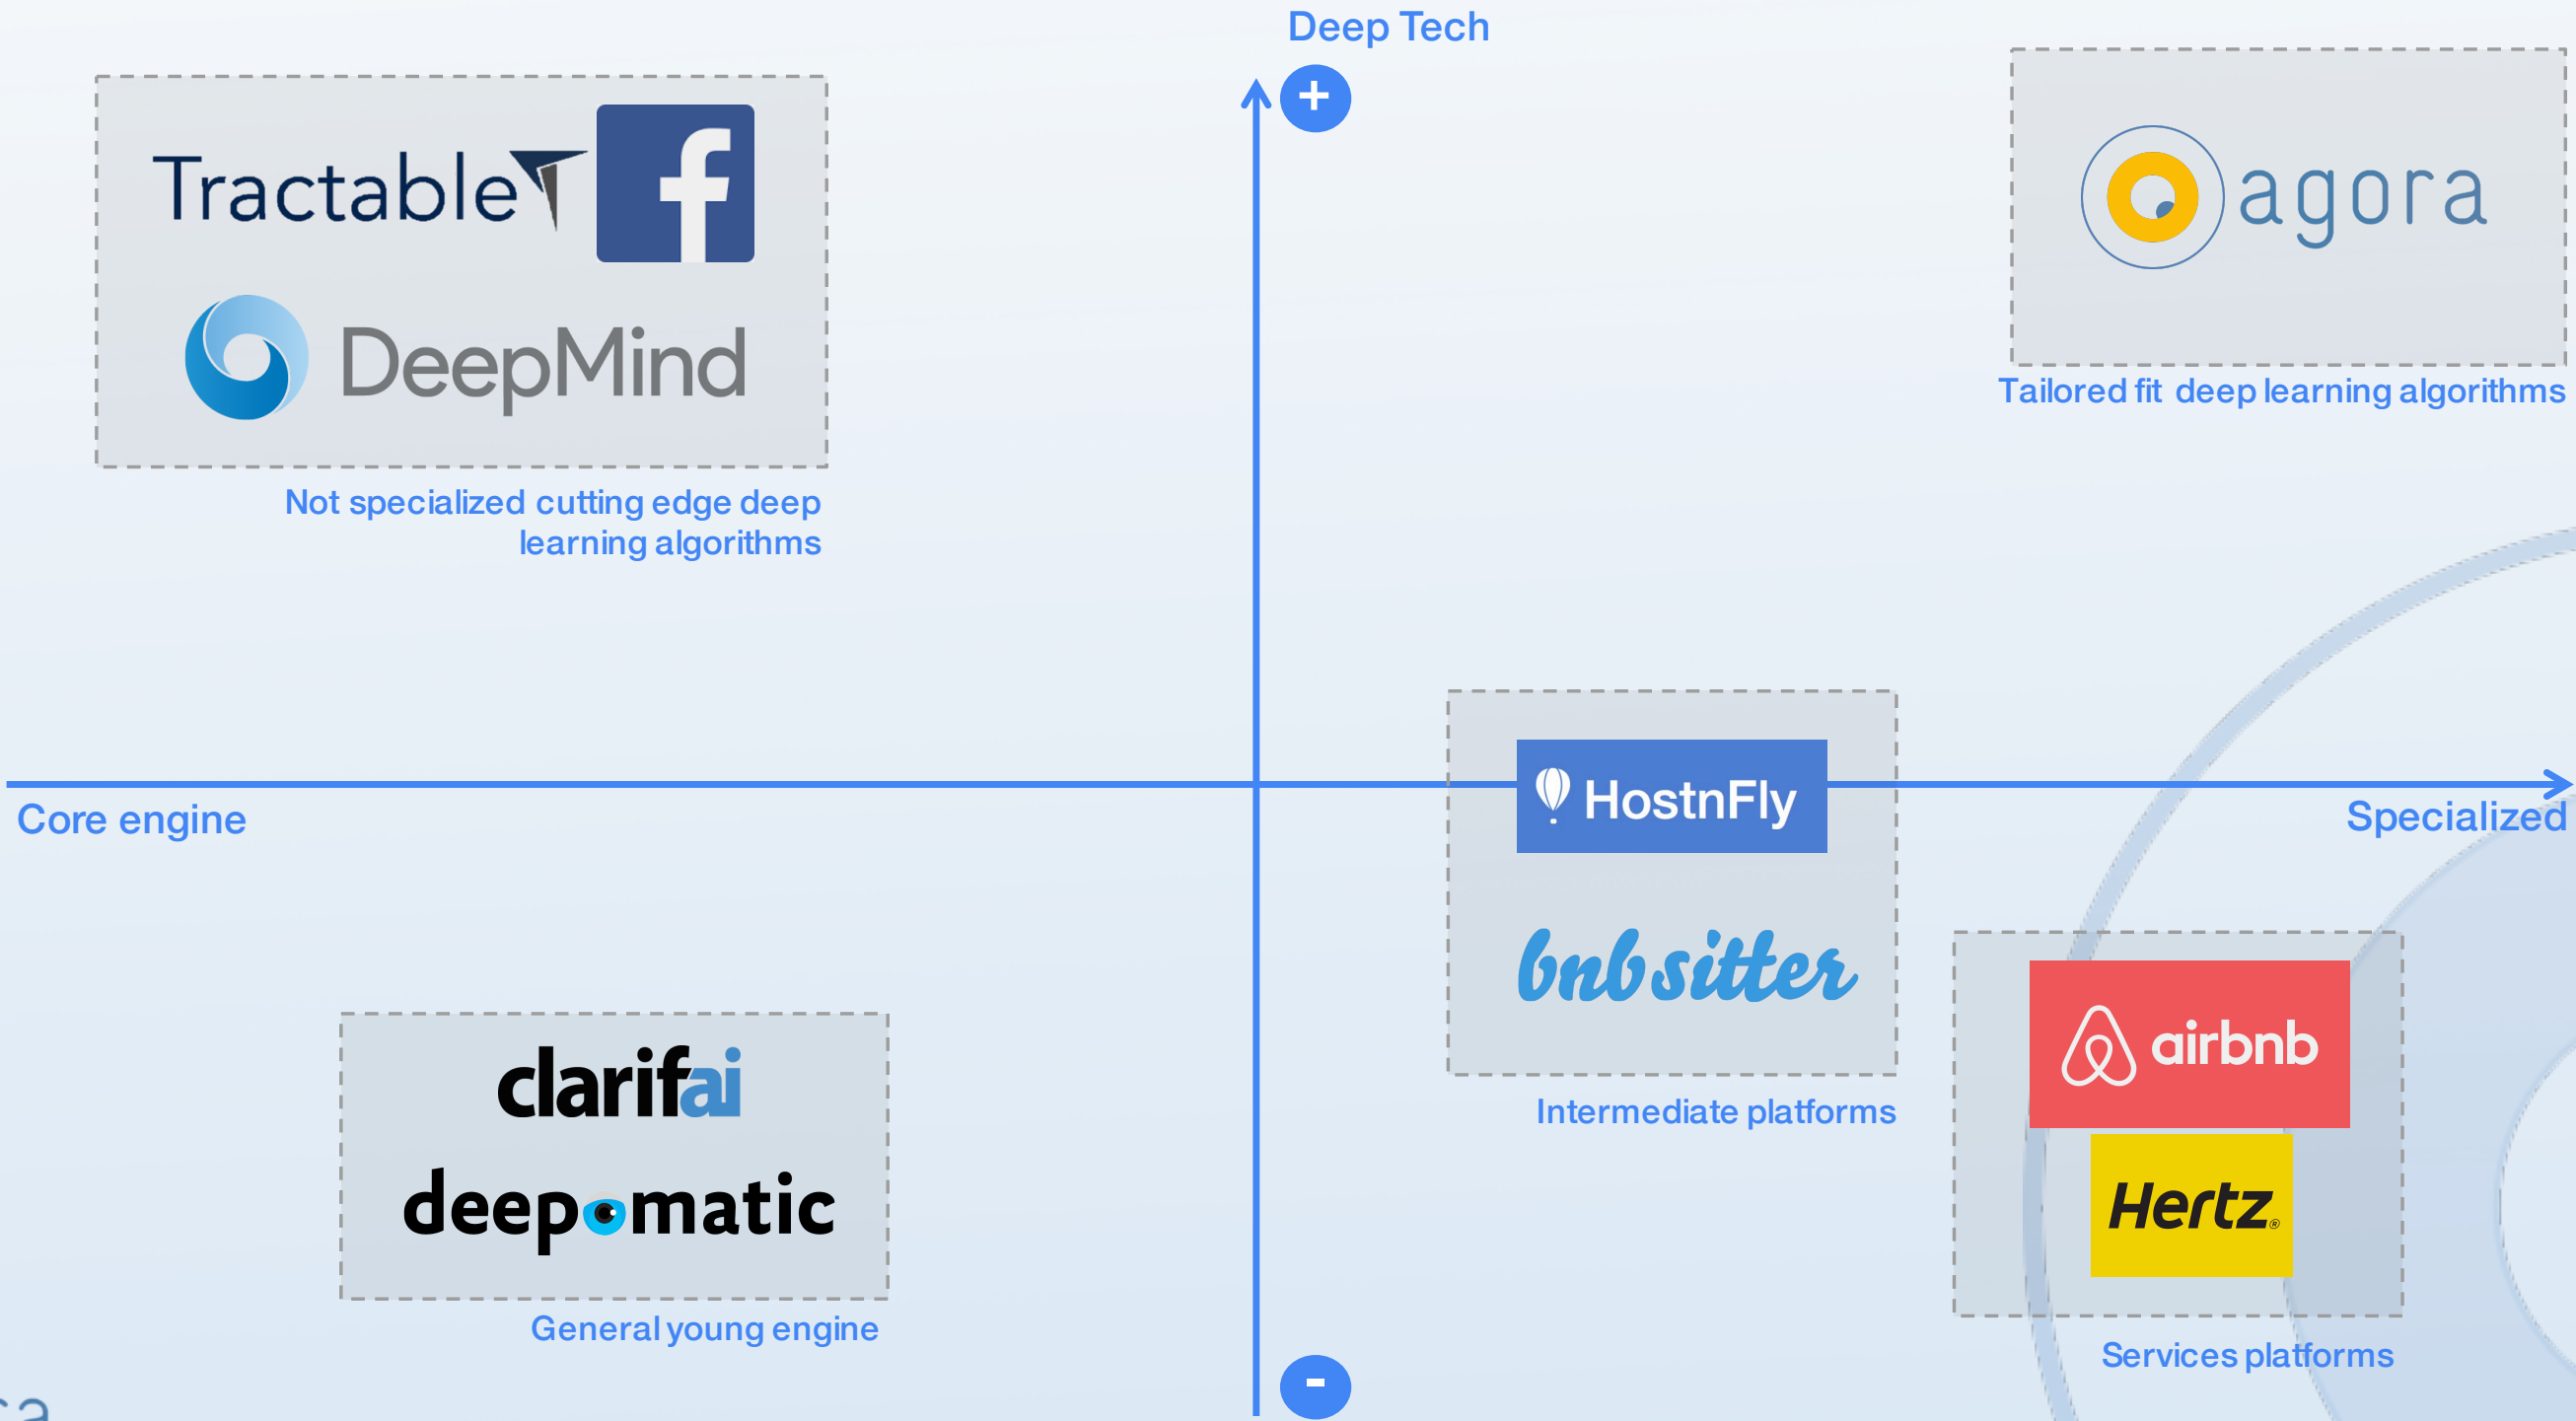 Deep Tech
+
Tractable
f
DeepMind
agora
Tailored fit deep learning algorithms
Not specialized cutting edge deep
learning algorithms
HostnFly
Core engine
Specialized
bnbsitter
airbnb
clarifai
Intermediate platforms
deepomatic
Hertz®
General young engine
Services platforms
-